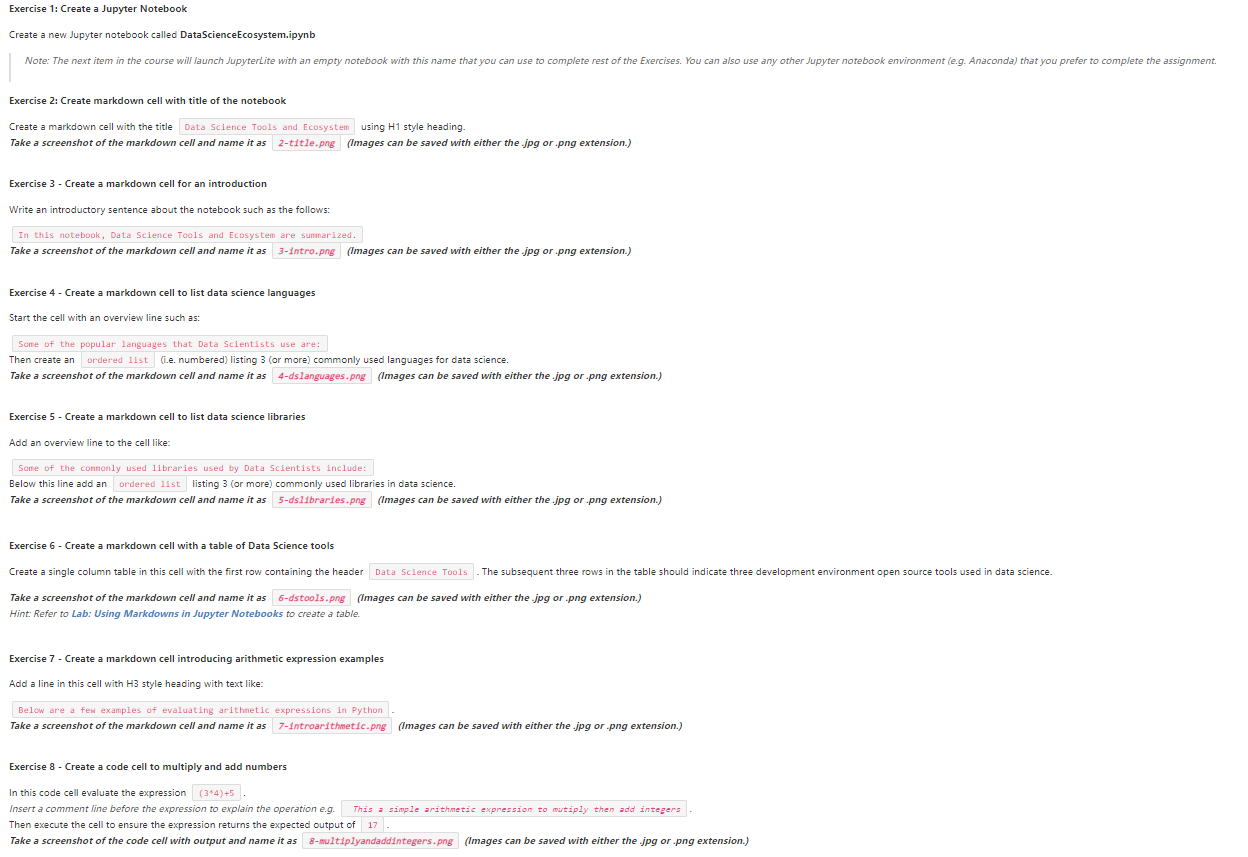 Exercise 1: Create a Jupyter Notebook
Create a new Jupyter notebook called DataScienceEcosystem.ipynb
Note: The next item in the course will launch JupyterLite with an empty notebook with this name that you can use to complete rest of the Exercises. You can also use any other Jupyter notebook environment (e.g. Anaconda) that you prefer to complete the assignment.
Exercise 2: Create markdown cell with title of the notebook
Create a markdown cell with the title Data Science Tools and Ecosystem using H1 style heading.
Take a screenshot of the markdown cell and name it as 2-title.png (Images can be saved with either the .jpg or .png extension.)
Exercise 3 - Create a markdown cell for an introduction
Write an introductory sentence about the notebook such as the follows:
In this notebook, Data Science Tools and Ecosystem are summarized.
Take a screenshot of the markdown cell and name it as 3-intro.png (Images can be saved with either the .jpg or .png extension.)
Exercise 4 - Create a markdown cell to list data science languages
Start the cell with an overview line such as:
Some of the popular languages that Data Scientists use are:
Then create an ordered list (i.e. numbered) listing 3 (or more) commonly used languages for data science.
Take a screenshot of the markdown cell and name it as 4-dslanguages.png (Images can be saved with either the .jpg or .png extension.)
Exercise 5 - Create a markdown cell to list data science libraries
Add an overview line to the cell like:
Some of the commonly used libraries used by Data Scientists include:
Below this line add an ordered list listing 3 (or more) commonly used libraries in data science.
Take a screenshot of the markdown cell and name it as 5-dslibraries.png (Images can be saved with either the .jpg or .png extension.)
Exercise 6 - Create a markdown cell with a table of Data Science tools
Create a single column table in this cell with the first row containing the header Data Science Tools . The subsequent three rows in the table should indicate three development environment open source tools used in data science.
Take a screenshot of the markdown cell and name it as 6-dstools.png (Images can be saved with either the .jpg or .png extension.)
Hint: Refer to Lab: Using Markdowns in Jupyter Notebooks to create a table.
Exercise 7 - Create a markdown cell introducing arithmetic expression examples
Add a line in this cell with H3 style heading with text like:
Below are a few examples of evaluating arithmetic expressions in Python .
Take a screenshot of the markdown cell and name it as 7-introarithmetic.png (Images can be saved with either the .jpg or .png extension.)
Exercise 8 - Create a code cell to multiply and add numbers
In this code cell evaluate the expression (3*4)+5 .
Insert a comment line before the expression to explain the operation e.g. This a simple arithmetic expression to mutiply then add integers .
Then execute the cell to ensure the expression returns the expected output of 17 .
Take a screenshot of the code cell with output and name it as 8-multiplyandaddintegers.png (Images can be saved with either the .jpg or .png extension.)